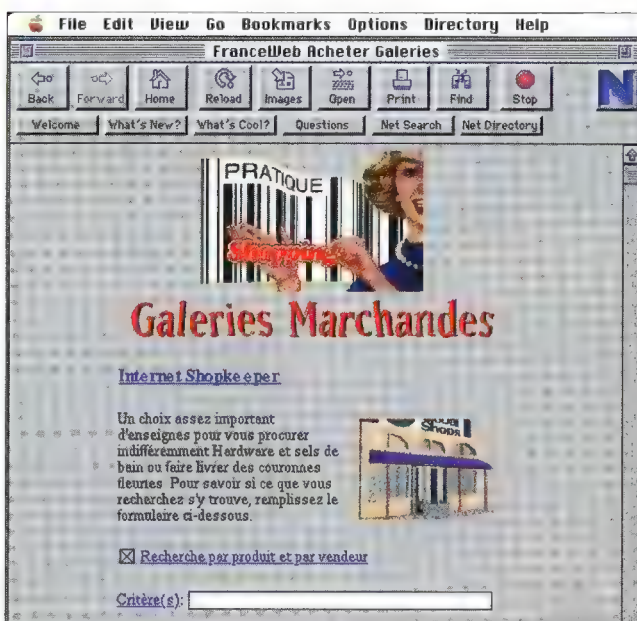 File Edit View Go Bookmarks Options Directory Help
FranceWeb Acheter Galeries
Back Forward Home Reload Images Open Print Find Stop
N
Welcome What's New? What's Cool? Questions Net Search Net Directory
PRATIQUE
Shopping
Galeries Marchandes
Internet Shopkeeper
Un choix assez important
d'enseignes pour vous procurer
indifféremment Hardware et sels de
bain ou faire livrer des couronnes
fleuries. Pour savoir si ce que vous
recherchez s'y trouve, remplissez le
formulaire ci-dessous.
Shops
Recherche par produit et par vendeur
Critère(s):